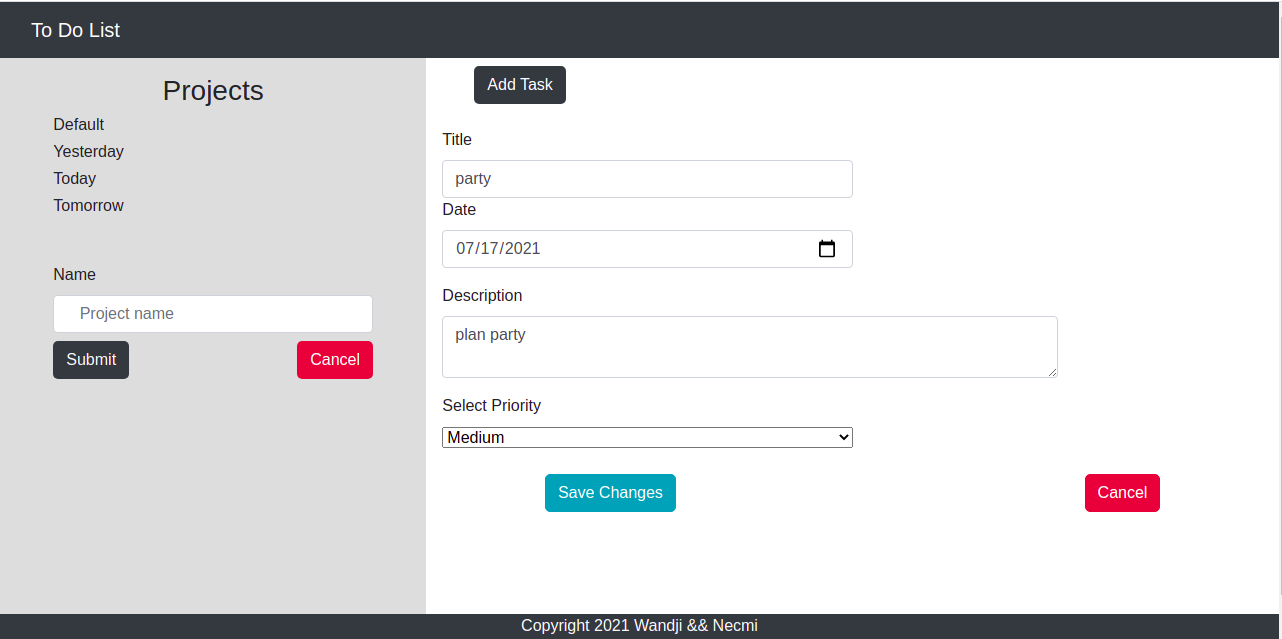 To Do List
Projects
Default
Yesterday
Today
Tomorrow
Name
Project name
Submit
Cancel
Add Task
Title
party
Date
07/17/2021
Description
plan party
Select Priority
Medium
Save Changes
Cancel
Copyright 2021 Wandji && Necmi